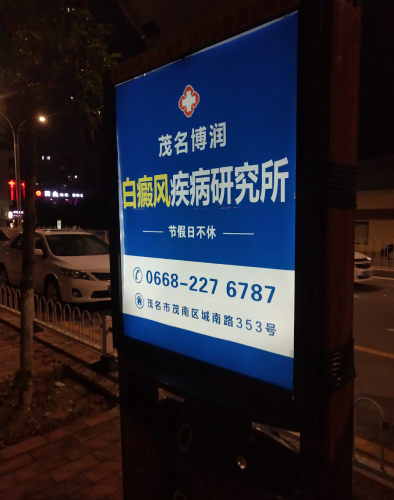 茂名博润
白癜风疾病研究所
节假日不休
0668-227 6787
茂名市茂南区城南路353号